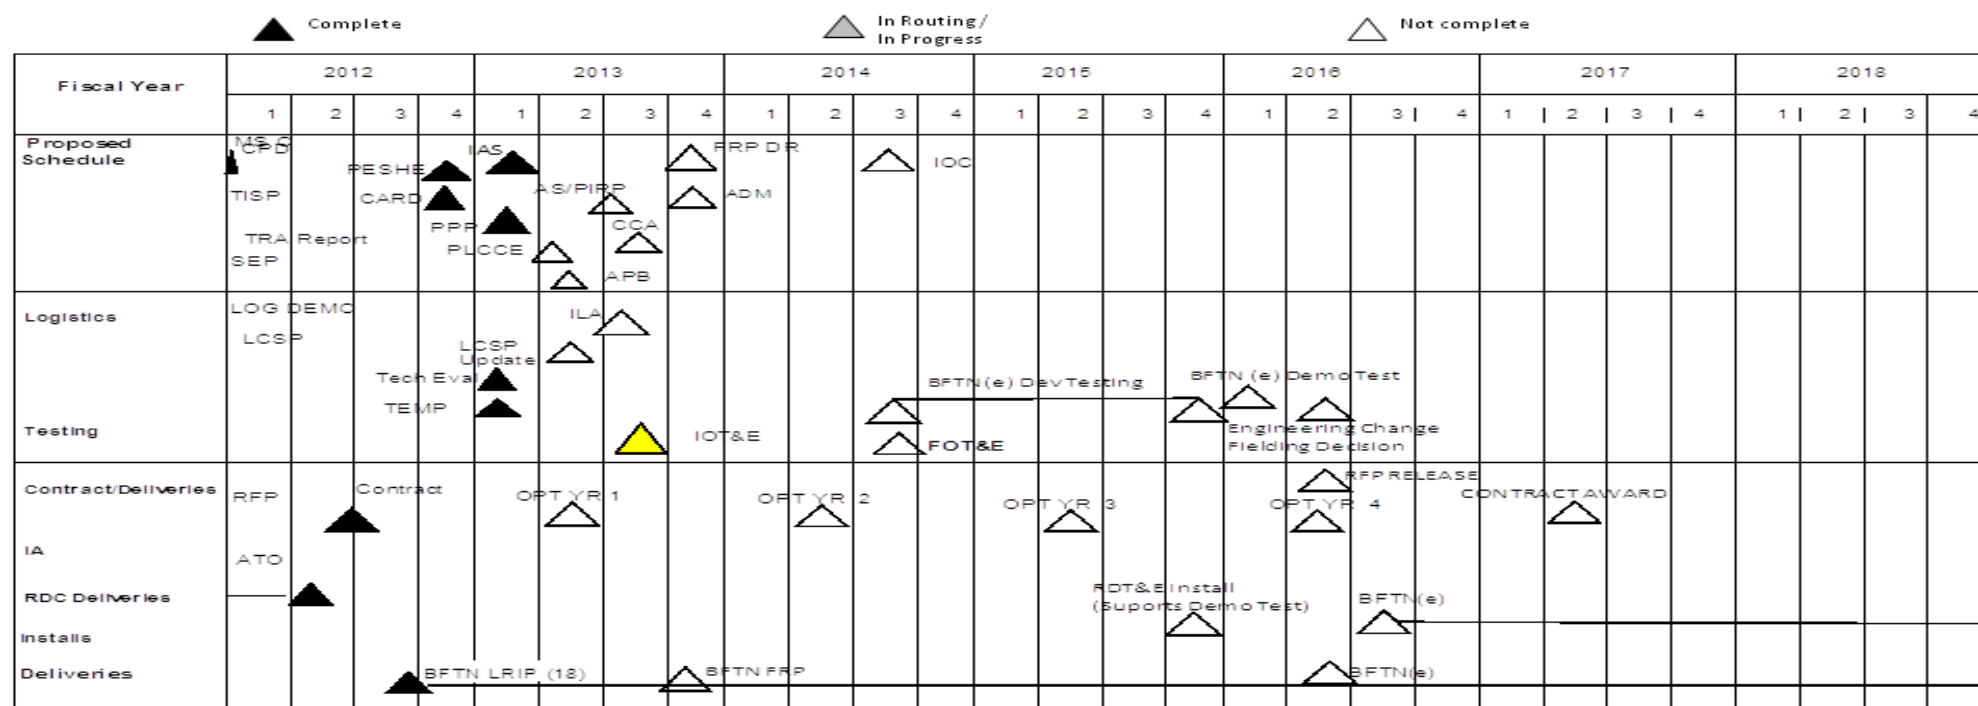 Complete
In Routing/
In Progress
Not complete
Fiscal Year
2012 2013 2014 2015 2016 2017 2018
1 2 3 4 1 2 3 4 1 2 3 4 1 2 3 4 1 2 3 4 1 2 3 4 1 2 3 4
Proposed
Schedule
MS C
CPD
IAS
FRP DR
IOC
PESHE
TISP
CARD
AS/PIRP
ADM
PPP
CCA
TRA Report
PLCCE
SEP
APB
Logistics
LOG DEMO
ILA
LCSP
LCSP
Update
Tech Eval
BFTN(e) Dev Testing
BFTN (e) Demo Test
TEMP
Testing
IOT&E
FOT&E
Engineering Change
Fielding Decision
Contract/Deliveries
RFP
Contract
OPT YR 1
OPT YR 2
OPT YR 3
OPT YR 4
RFP RELEASE
CONTRACT AWARD
IA
ATO
RDC Deliveries
RDT&E Install
(Suports Demo Test)
BFTN(e)
Installs
Deliveries
BFTN LRIP (18)
BFTN FRP
BFTN(e)